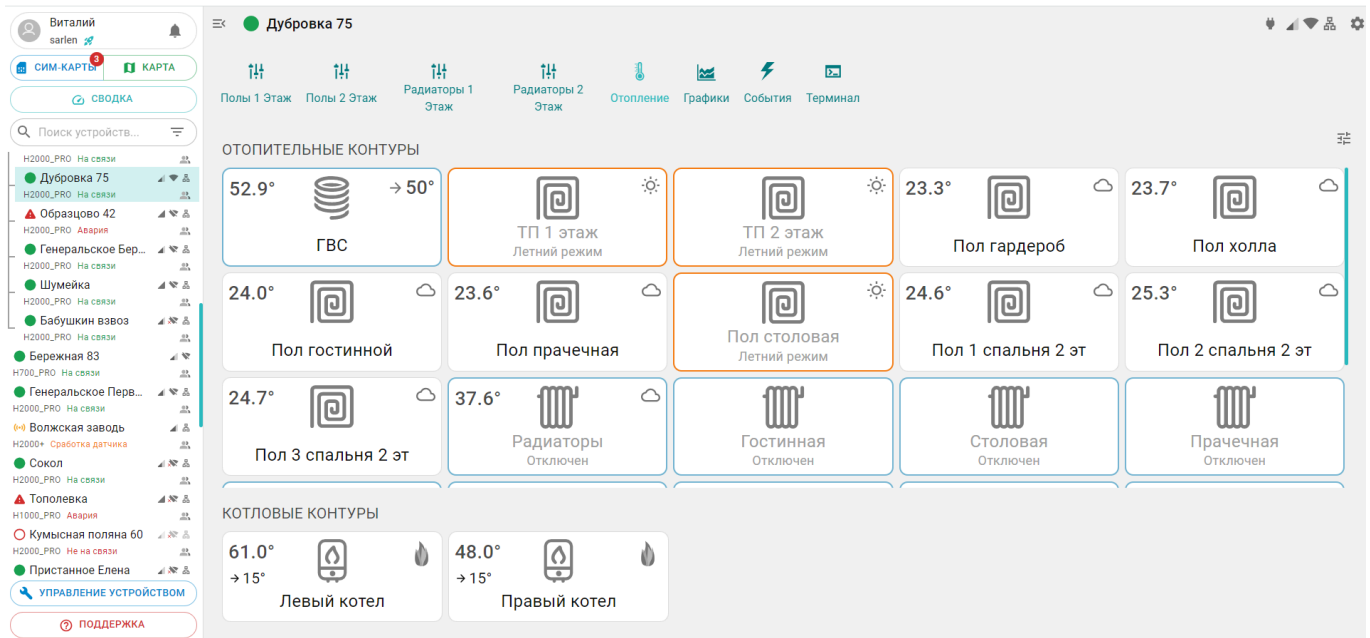 Виталий
sarlen
СИМ-КАРТЫ 3
КАРТА
СВОДКА
Поиск устройств...
H2000_PRO На связи
Дубровка 75
H2000_PRO На связи
Образцово 42
H2000_PRO Авария
Генеральское Бер...
H2000_PRO На связи
Шумейка
H2000_PRO На связи
Бабушкин взвоз
H2000_PRO На связи
Бережная 83
H700_PRO На связи
Генеральское Перв...
H2000_PRO На связи
Волжская заводь
H2000+ Сработка датчика
Сокол
H2000_PRO На связи
Тополевка
H1000_PRO Авария
Кумысная поляна 60
H2000_PRO Не на связи
Пристанное Елена
УПРАВЛЕНИЕ УСТРОЙСТВОМ
ПОДДЕРЖКА
Дубровка 75
Полы 1 Этаж
Полы 2 Этаж
Радиаторы 1
Этаж
Радиаторы 2
Этаж
Отопление
Графики
События
Терминал
ОТОПИТЕЛЬНЫЕ КОНТУРЫ
52.9° → 50°
ГВС
ТП 1 этаж
Летний режим
ТП 2 этаж
Летний режим
23.3°
Пол гардероб
23.7°
Пол холла
24.0°
Пол гостинной
23.6°
Пол прачечная
Пол столовая
Летний режим
24.6°
Пол 1 спальня 2 эт
25.3°
Пол 2 спальня 2 эт
24.7°
Пол 3 спальня 2 эт
37.6°
Радиаторы
Отключен
Гостинная
Отключен
Столовая
Отключен
Прачечная
Отключен
КОТЛОВЫЕ КОНТУРЫ
61.0°
→ 15°
Левый котел
48.0°
→ 15°
Правый котел